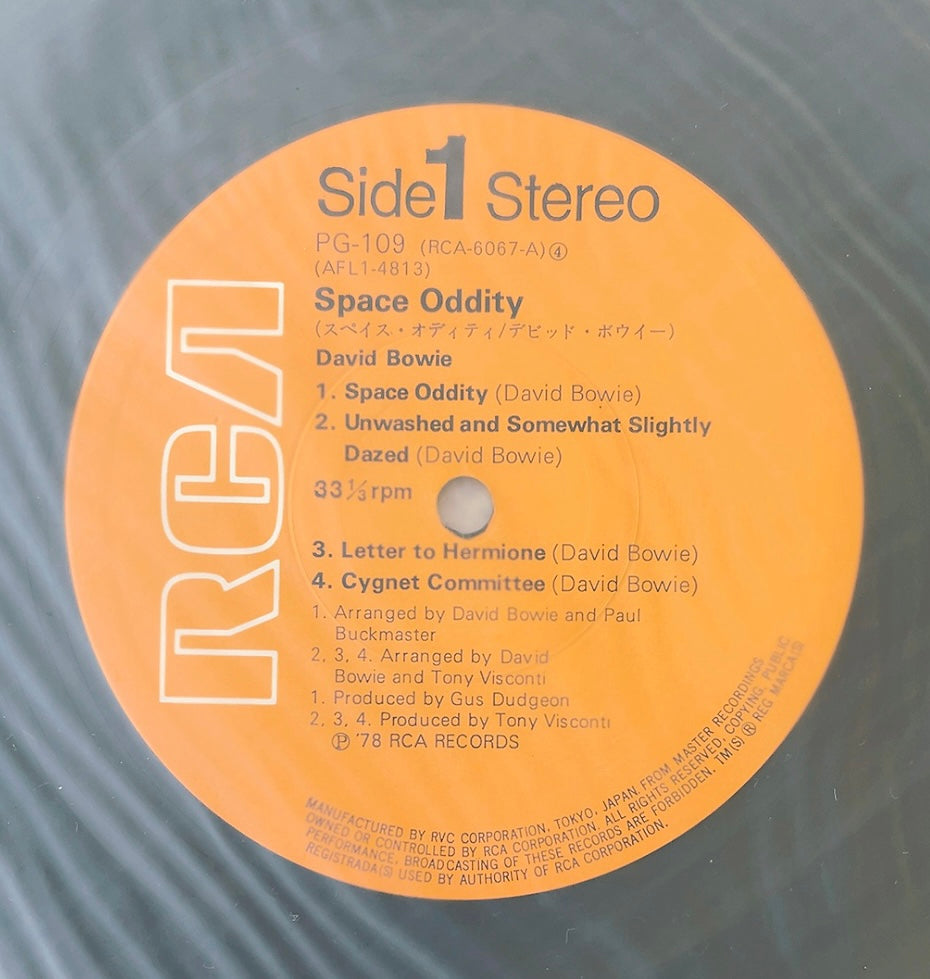 Side 1 Stereo
PG-109 (RCA-6067-A)④
(AFL1-4813)
Space Oddity
(スペイス・オディティ/デビッド・ボウイー)
David Bowie
1. Space Oddity (David Bowie)
2. Unwashed and Somewhat Slightly
Dazed (David Bowie)
33⅓rpm
3. Letter to Hermione (David Bowie)
4. Cygnet Committee (David Bowie)
1. Arranged by David Bowie and Paul
Buckmaster
2, 3, 4. Arranged by David
Bowie and Tony Visconti
1. Produced by Gus Dudgeon
2, 3, 4. Produced by Tony Visconti
Ⓟ '78 RCA RECORDS
RCA
MANUFACTURED BY RVC CORPORATION, TOKYO, JAPAN, FROM MASTER RECORDINGS
OWNED OR CONTROLLED BY RCA CORPORATION. ALL RIGHTS RESERVED. COPYING, PUBLIC
PERFORMANCE, BROADCASTING OF THESE RECORDS ARE FORBIDDEN. TM(S) ® REG MARCA(S)
REGISTRADA(S) USED BY AUTHORITY OF RCA CORPORATION.